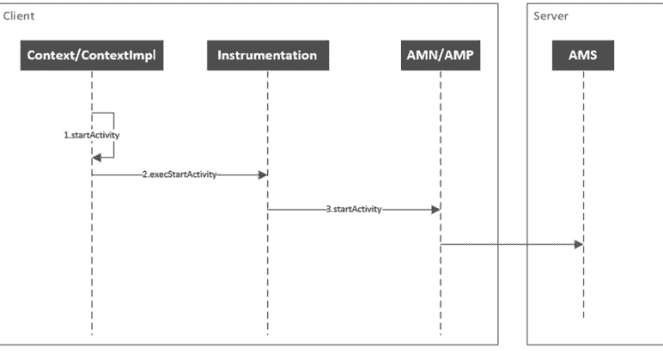 Client
Server
Context/ContextImpl
Instrumentation
AMN/AMP
AMS
1.startActivity
2.execStartActivity
3.startActivity